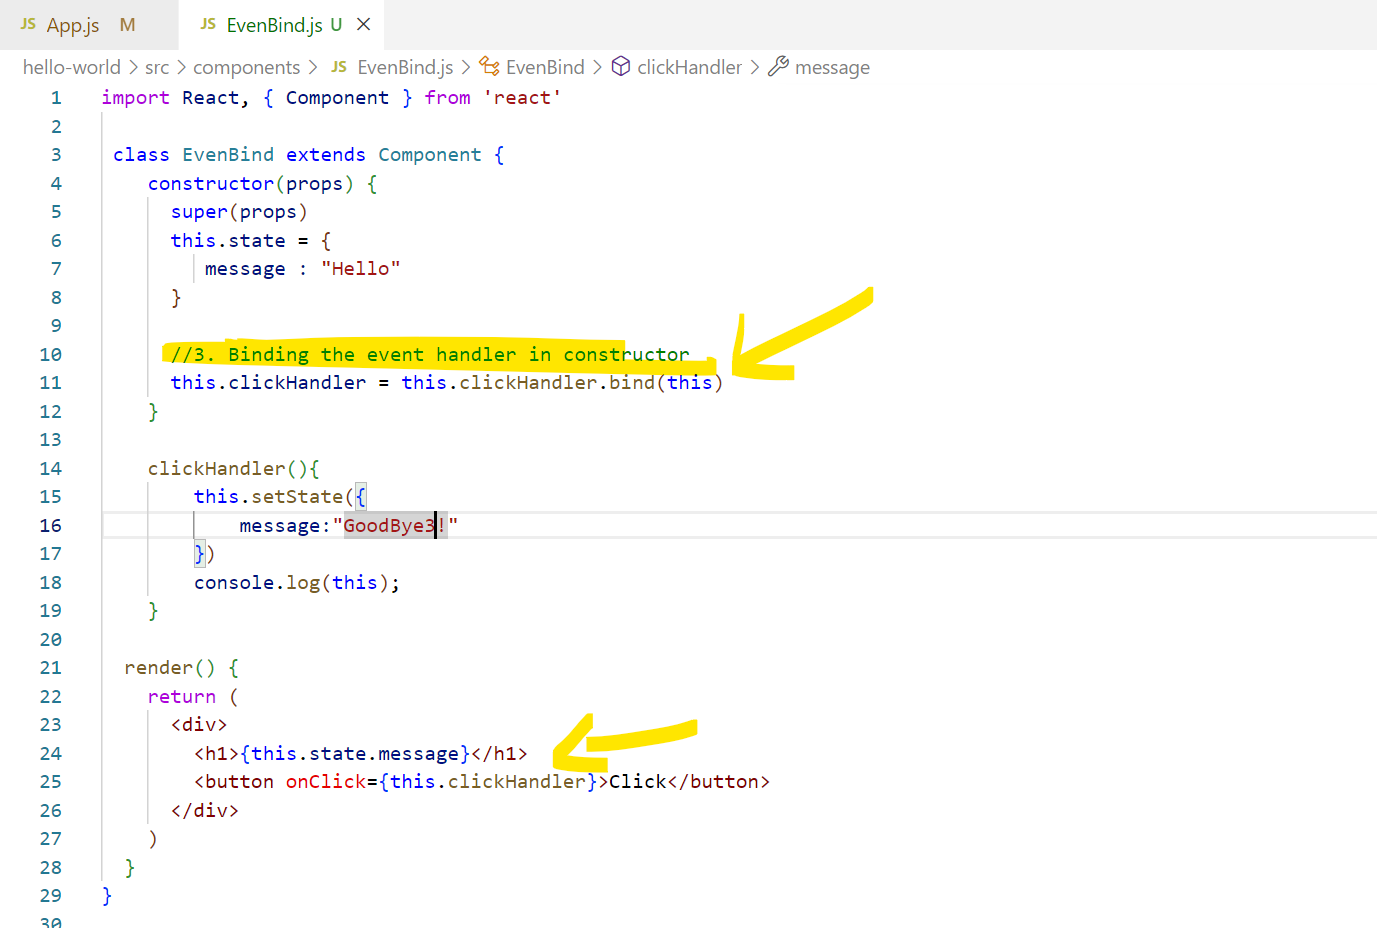 JS App.js M JS EvenBind.js U
hello-world > src > components > JS EvenBind.js > EvenBind > clickHandler > message
1 import React, { Component } from 'react'
2
3 class EvenBind extends Component {
4 constructor(props) {
5 super(props)
6 this.state = {
7 message : "Hello"
8 }
9
10 //3. Binding the event handler in constructor
11 this.clickHandler = this.clickHandler.bind(this)
12 }
13
14 clickHandler(){
15 this.setState({
16 message:"GoodBye3!"
17 })
18 console.log(this);
19 }
20
21 render() {
22 return (
23 <div>
24 <h1>{this.state.message}</h1>
25 <button onClick={this.clickHandler}>Click</button>
26 </div>
27 )
28 }
29 }
30